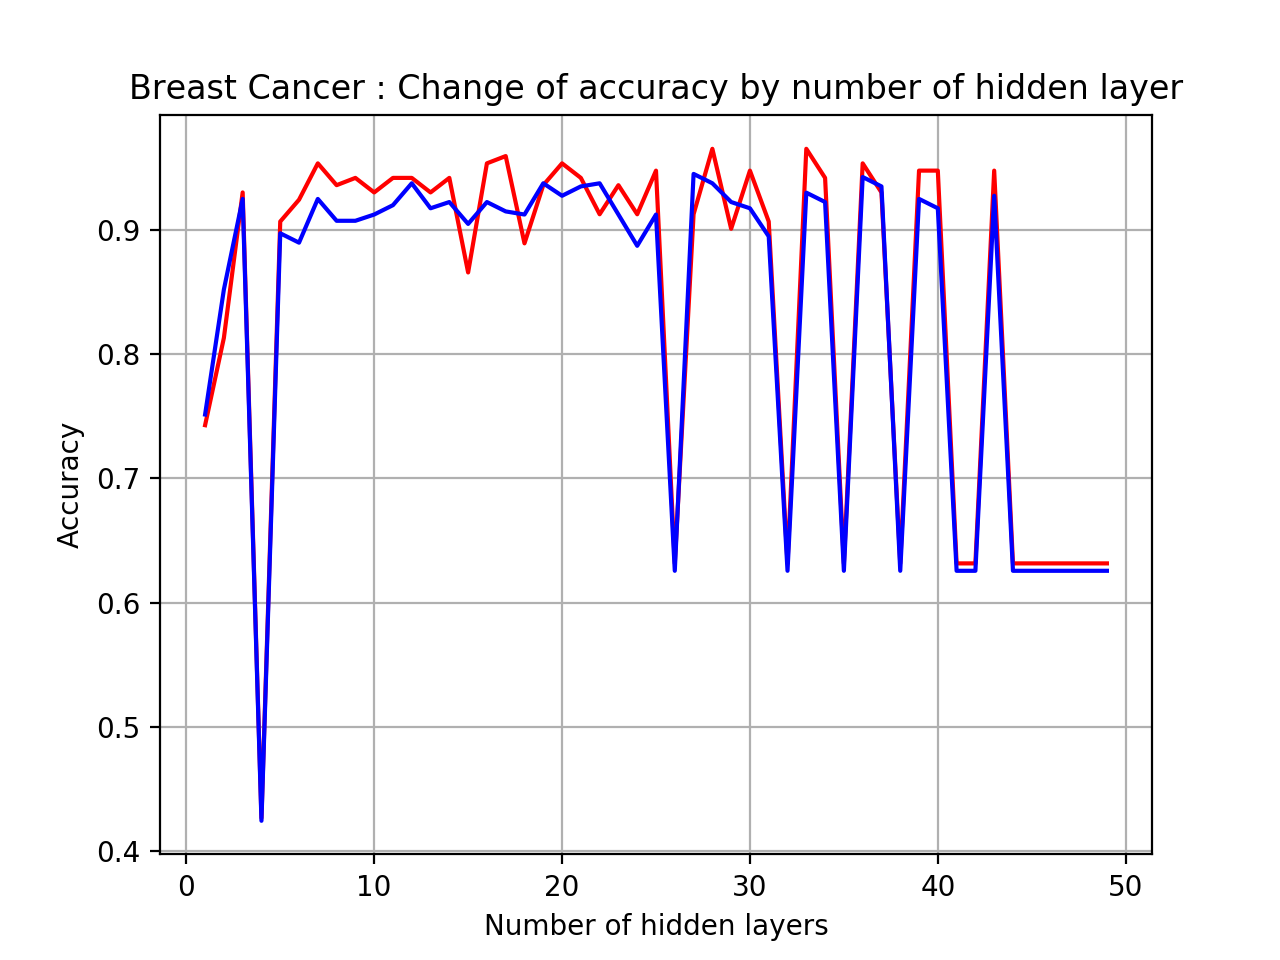 Breast Cancer : Change of accuracy by number of hidden layer
Accuracy
0.9
0.8
0.7
0.6
0.5
0.4
0 10 20 30 40 50
Number of hidden layers